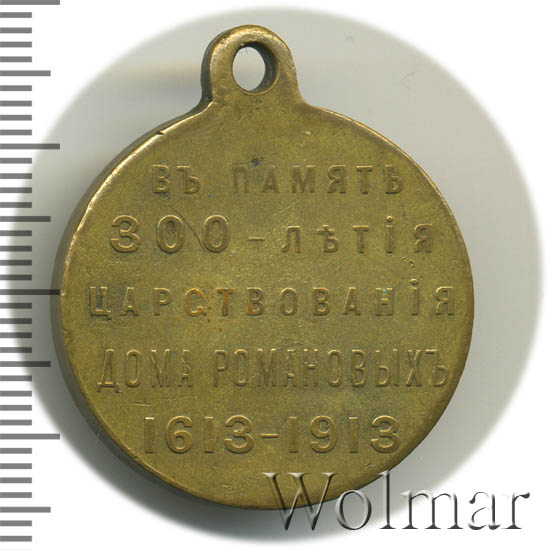 ВЪ ПАМЯТЬ
300-лѣтія
ЦАРСТВОВАНІЯ
ДОМА РОМАНОВЫХЪ
1613-1913
Wolmar